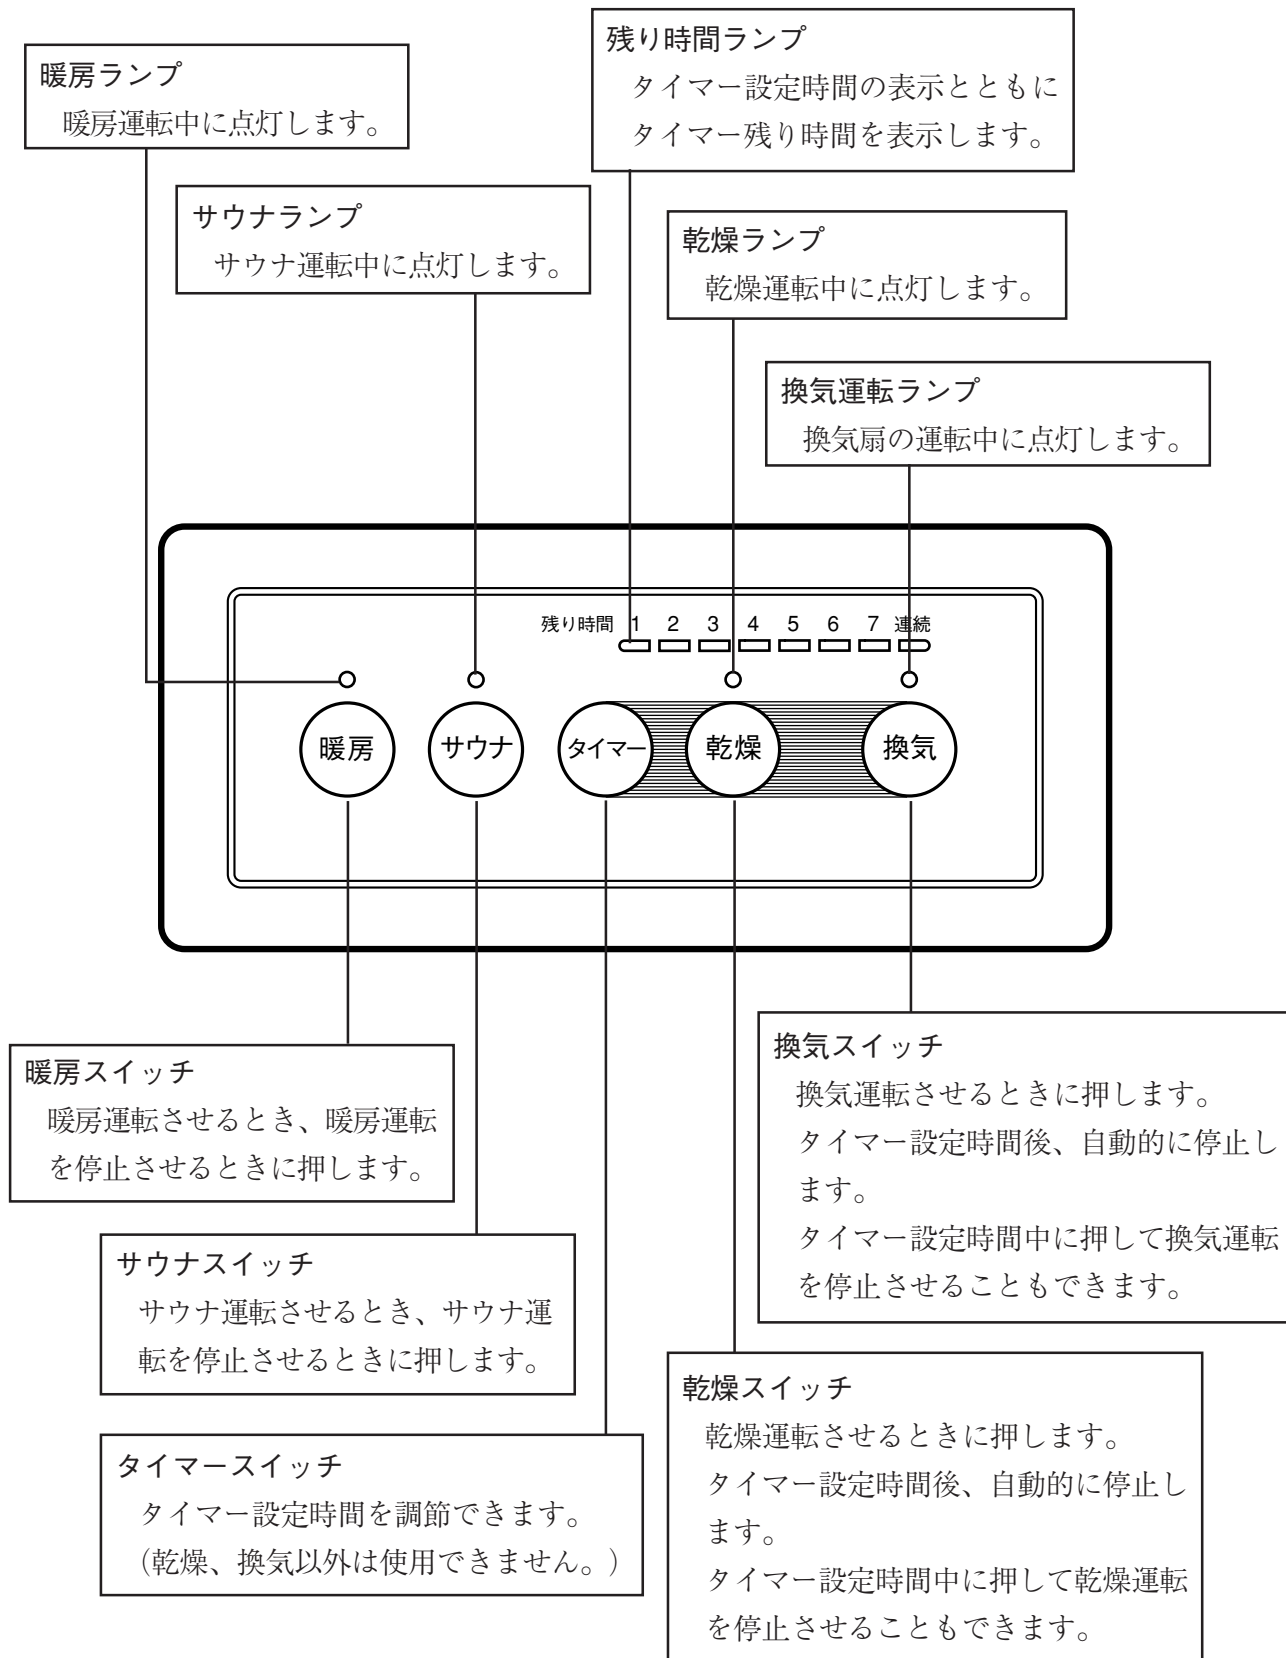 残り時間ランプ
タイマー設定時間の表示とともに
タイマー残り時間を表示します。
暖房ランプ
暖房運転中に点灯します。
サウナランプ
サウナ運転中に点灯します。
乾燥ランプ
乾燥運転中に点灯します。
換気運転ランプ
換気扇の運転中に点灯します。
残り時間 1 2 3 4 5 6 7 連続
暖房 サウナ タイマー 乾燥 換気
換気スイッチ
換気運転させるときに押します。
タイマー設定時間後、自動的に停止し
ます。
タイマー設定時間中に押して換気運転
を停止させることもできます。
暖房スイッチ
暖房運転させるとき、暖房運転
を停止させるときに押します。
サウナスイッチ
サウナ運転させるとき、サウナ運
転を停止させるときに押します。
乾燥スイッチ
乾燥運転させるときに押します。
タイマー設定時間後、自動的に停止し
ます。
タイマー設定時間中に押して乾燥運転
を停止させることもできます。
タイマースイッチ
タイマー設定時間を調節できます。
(乾燥、換気以外は使用できません。)